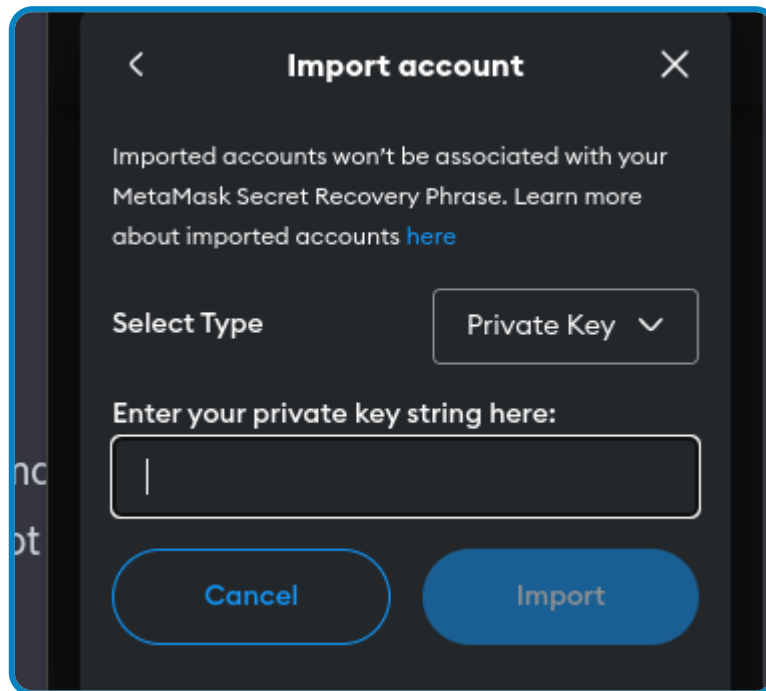 Import account
Imported accounts won't be associated with your
MetaMask Secret Recovery Phrase. Learn more
about imported accounts here
Select Type
Private Key
Enter your private key string here:
Cancel
Import